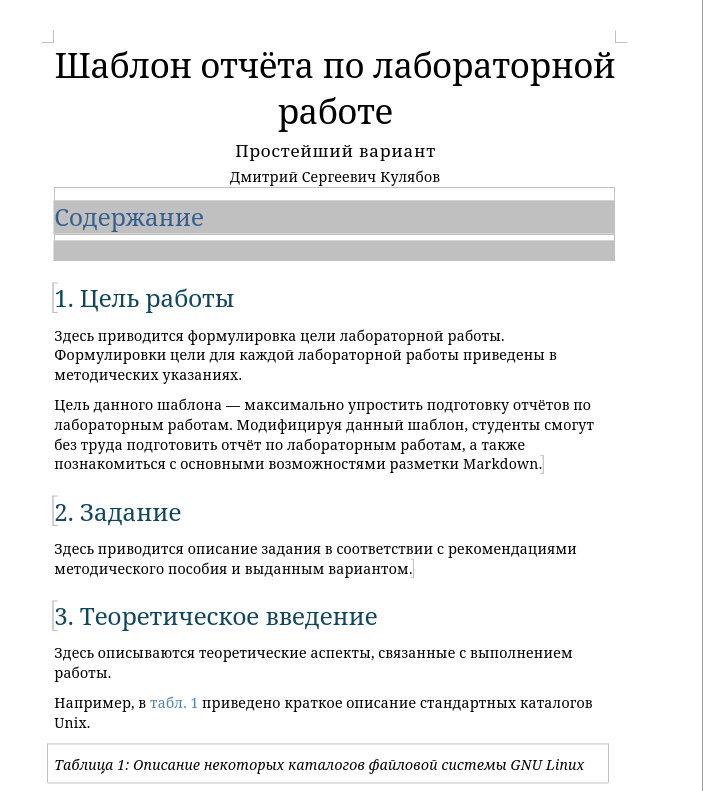 Шаблон отчёта по лабораторной
работе
Простейший вариант
Дмитрий Сергеевич Кулябов
Содержание
1. Цель работы
Здесь приводится формулировка цели лабораторной работы.
Формулировки цели для каждой лабораторной работы приведены в
методических указаниях.
Цель данного шаблона — максимально упростить подготовку отчётов по
лабораторным работам. Модифицируя данный шаблон, студенты смогут
без труда подготовить отчёт по лабораторным работам, а также
познакомиться с основными возможностями разметки Markdown.
2. Задание
Здесь приводится описание задания в соответствии с рекомендациями
методического пособия и выданным вариантом.
3. Теоретическое введение
Здесь описываются теоретические аспекты, связанные с выполнением
работы.
Например, в табл. 1 приведено краткое описание стандартных каталогов
Unix.
Таблица 1: Описание некоторых каталогов файловой системы GNU Linux